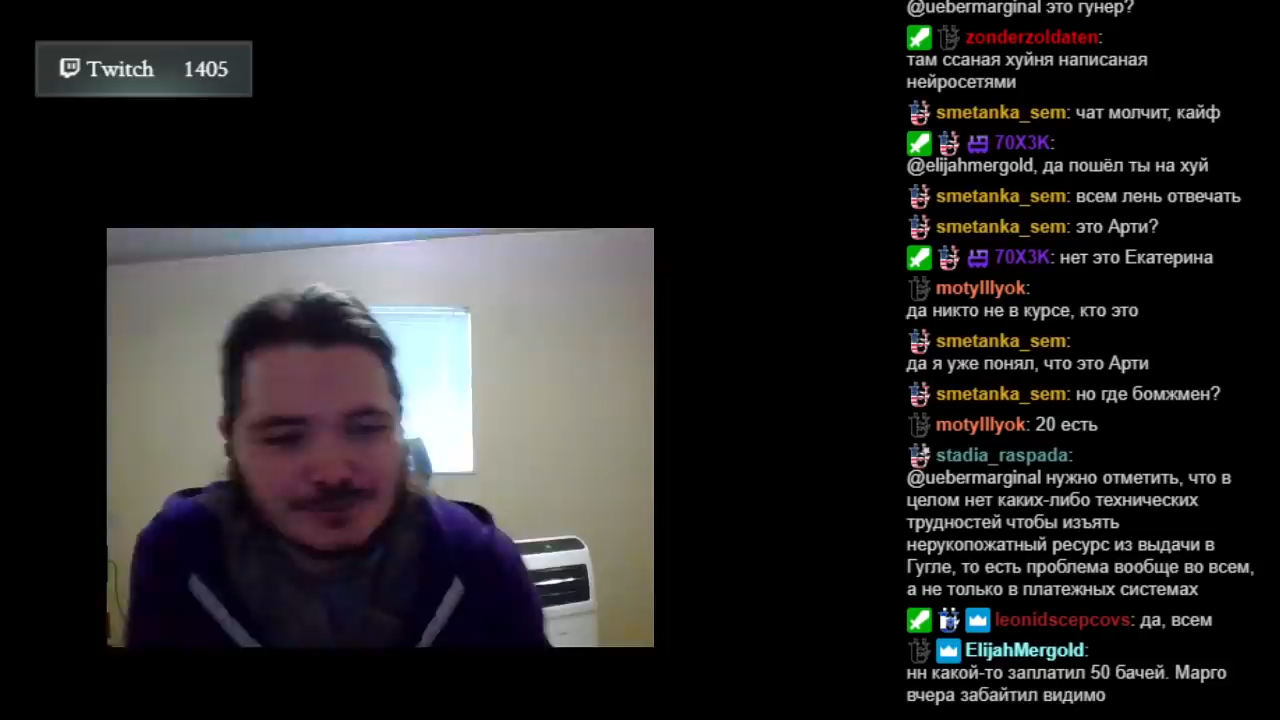 Twitch 1405
@uebermarginal это гунер?
zonderzoldaten:
там ссаная хуйня написаная
нейросетями
smetanka_sem: чат молчит, кайф
70X3K:
@elijahmergold, да пошёл ты на хуй
smetanka_sem: всем лень отвечать
smetanka_sem: это Арти?
70X3K: нет это Екатерина
motylllyok:
да никто не в курсе, кто это
smetanka_sem:
да я уже понял, что это Арти
smetanka_sem: но где бомжмен?
motylllyok: 20 есть
stadia_raspada:
@uebermarginal нужно отметить, что в
целом нет каких-либо технических
трудностей чтобы изъять
нерукопожатный ресурс из выдачи в
Гугле, то есть проблема вообще во всем,
а не только в платежных системах
leonidscepcovs: да, всем
ElijahMergold:
нн какой-то заплатил 50 бачей. Марго
вчера забайтил видимо